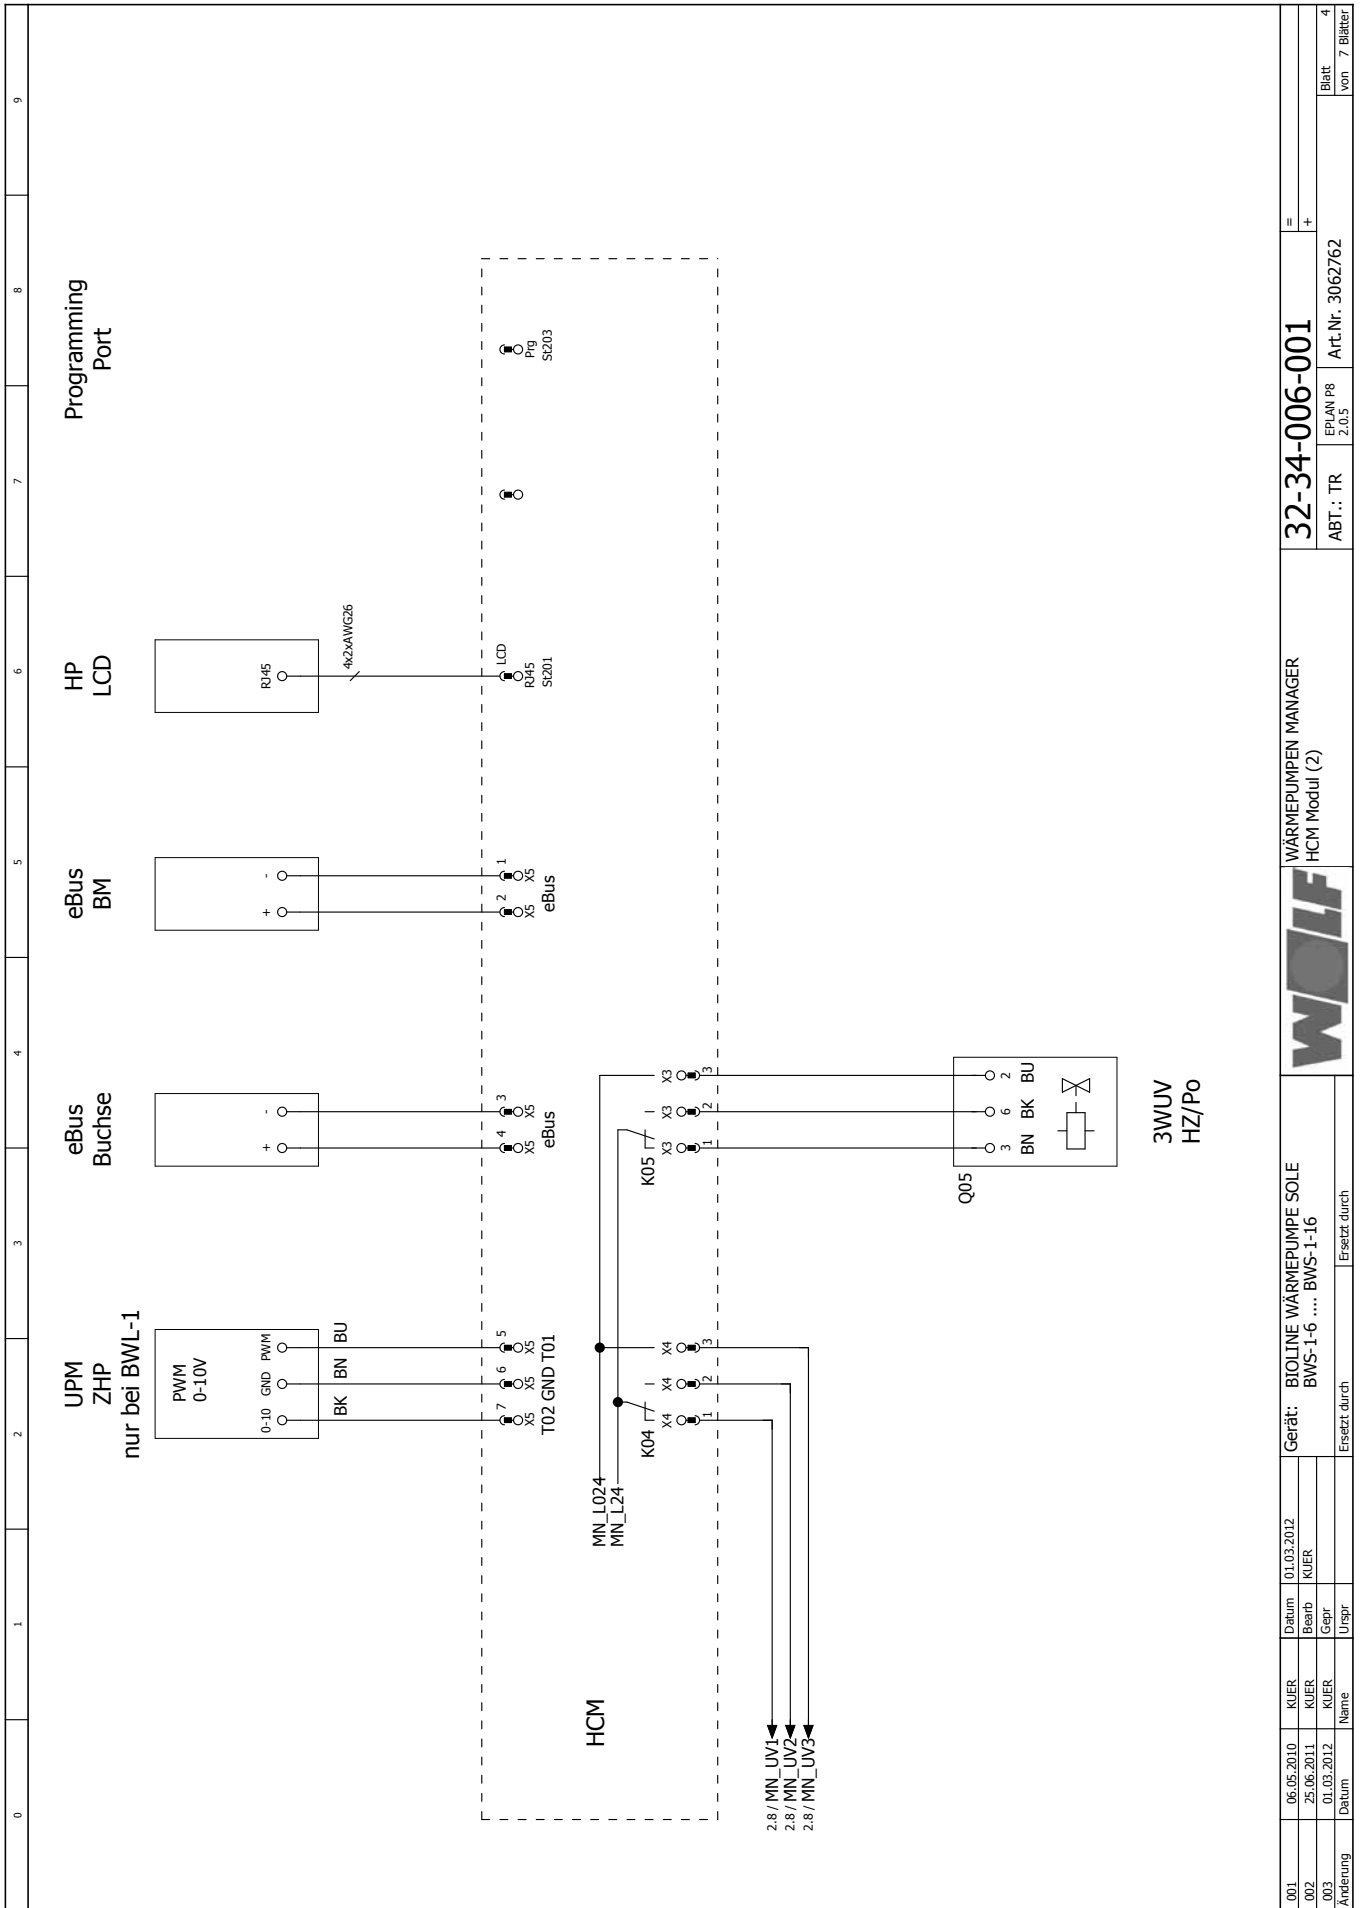 0 1 2 3 4 5 6 7 8 9
UPM
ZHP
nur bei BWL-1
eBus
Buchse
eBus
BM
HP
LCD
Programming
Port
PWM
0-10V
0-10 GND PWM
+ -
+ -
RJ45
BK BN BU
4x2xAWG26
7 6 5
X5 X5 X5
T02 GND T01
4 3
X5 X5
eBus
2 1
X5 X5
eBus
LCD
RJ45
St201
Prg
St203
HCM
MN_L024
MN_L24
K04
X4 X4 X4
1 2 3
K05
X3 X3 X3
1 2 3
2.8 / MN_UV1
2.8 / MN_UV2
2.8 / MN_UV3
Q05
3 6 2
BN BK BU
3WUV
HZ/Po
001 06.05.2010 KUER Datum 01.03.2012
002 25.06.2011 KUER Bearb KUER
003 01.03.2012 KUER Gepr
Änderung Datum Name Urspr
Gerät: BIOLINE WÄRMEPUMPE SOLE
BWS-1-6 .... BWS-1-16
Ersetzt durch Ersetzt durch
WOLF
WÄRMEPUMPEN MANAGER
HCM Modul (2)
32-34-006-001
=
+
ABT.: TR
EPLAN P8
2.0.5
Art.Nr. 3062762
Blatt 4
von 7 Blätter